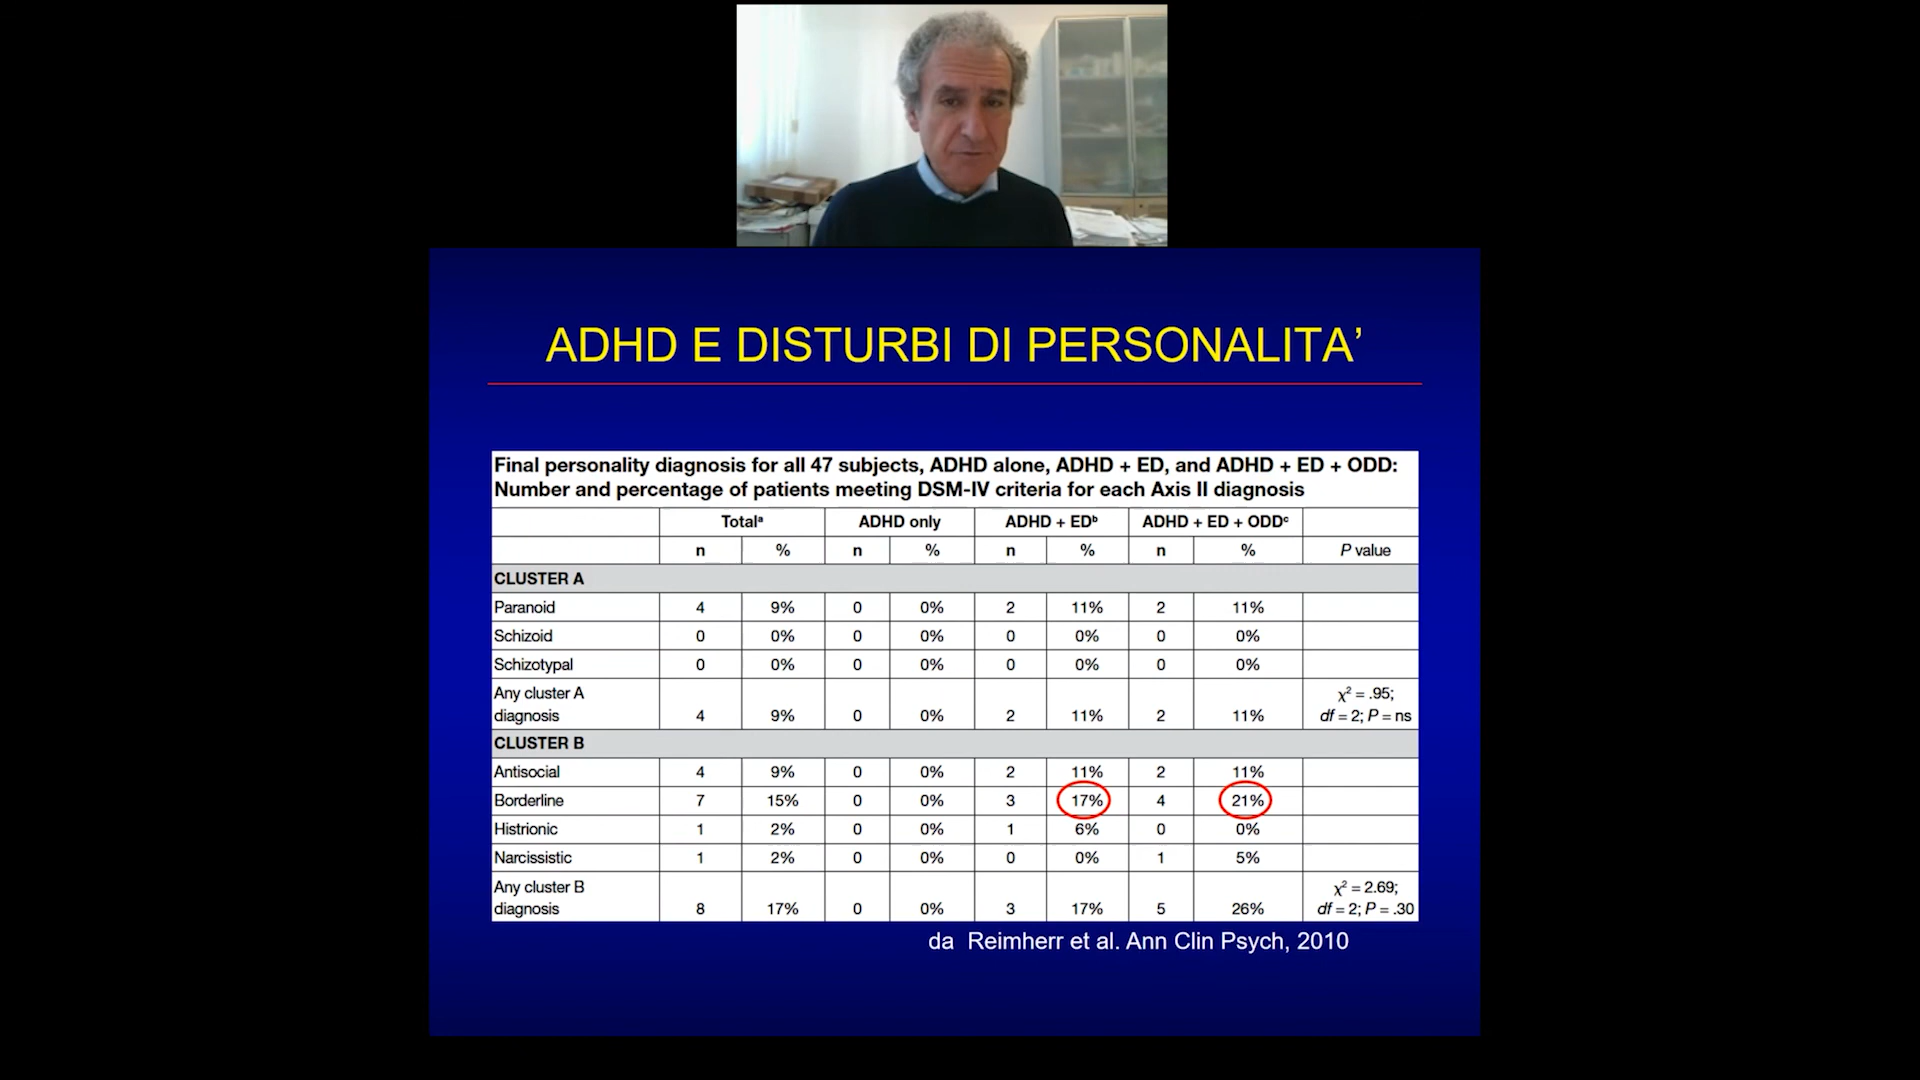 ADHD E DISTURBI DI PERSONALITA’
Final personality diagnosis for all 47 subjects, ADHD alone, ADHD + ED, and ADHD + ED + ODD:
Number and percentage of patients meeting DSM-IV criteria for each Axis II diagnosis
Totalᵃ ADHD only ADHD + EDᵇ ADHD + ED + ODDᶜ
n % n % n % n % P value
CLUSTER A
Paranoid 4 9% 0 0% 2 11% 2 11%
Schizoid 0 0% 0 0% 0 0% 0 0%
Schizotypal 0 0% 0 0% 0 0% 0 0%
Any cluster A χ² = .95;
diagnosis 4 9% 0 0% 2 11% 2 11% df = 2; P = ns
CLUSTER B
Antisocial 4 9% 0 0% 2 11% 2 11%
Borderline 7 15% 0 0% 3 17% 4 21%
Histrionic 1 2% 0 0% 1 6% 0 0%
Narcissistic 1 2% 0 0% 0 0% 1 5%
Any cluster B χ² = 2.69;
diagnosis 8 17% 0 0% 3 17% 5 26% df = 2; P = .30
da Reimherr et al. Ann Clin Psych, 2010